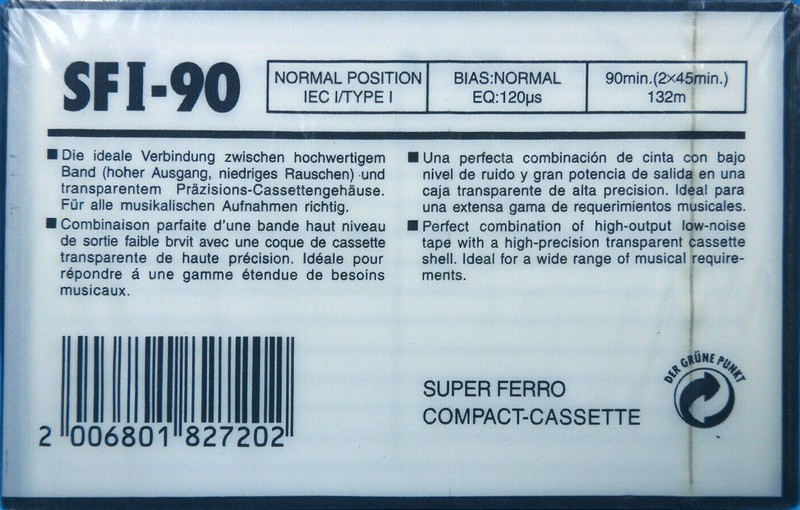 SFI-90
NORMAL POSITION
IEC I/TYPE I
BIAS:NORMAL
EQ:120µs
90min.(2×45min.)
132m
■ Die ideale Verbindung zwischen hochwertigem
Band (hoher Ausgang, niedriges Rauschen) und
transparentem Präzisions-Cassettengehäuse.
Für alle musikalischen Aufnahmen richtig.
■ Combinaison parfaite d'une bande haut niveau
de sortie faible brvit avec une coque de cassette
transparente de haute précision. Idéale pour
répondre á une gamme étendue de besoins
musicaux.
■ Una perfecta combinación de cinta con bajo
nivel de ruido y gran potencia de salida en una
caja transparente de alta precision. Ideal para
una extensa gama de requerimientos musicales.
■ Perfect combination of high-output low-noise
tape with a high-precision transparent cassette
shell. Ideal for a wide range of musical require-
ments.
2 006801 827202
SUPER FERRO
COMPACT-CASSETTE
DER GRÜNE PUNKT